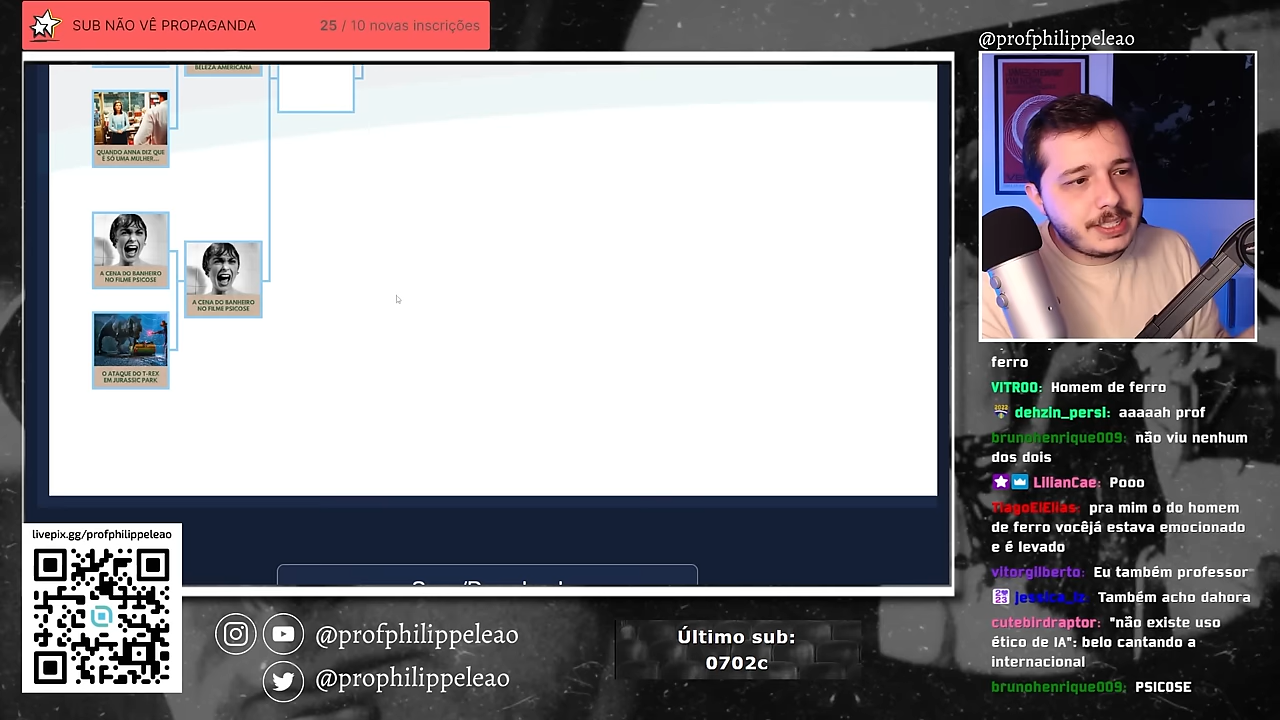 SUB NÃO VÊ PROPAGANDA
25 / 10 novas inscrições
@profphilippeleao
BELEZA AMERICANA
QUANDO ANNA DIZ QUE
É SÓ UMA MULHER...
A CENA DO BANHEIRO
NO FILME PSICOSE
A CENA DO BANHEIRO
NO FILME PSICOSE
O ATAQUE DO T-REX
EM JURASSIC PARK
ferro
VITR00: Homem de ferro
dehzin_persi: aaaaah prof
brunohenrique009: não viu nenhum
dos dois
LilianCae: Pooo
TiagoElElias: pra mim o do homem
de ferro vocêjá estava emocionado
e é levado
vitorgilberto: Eu também professor
Também acho dahora
cutebirdraptor: "não existe uso
ético de IA": belo cantando a
internacional
brunohenrique009: PSICOSE
livepix.gg/profphilippeleao
@profphilippeleao
@prophilippeleao
Último sub:
0702c